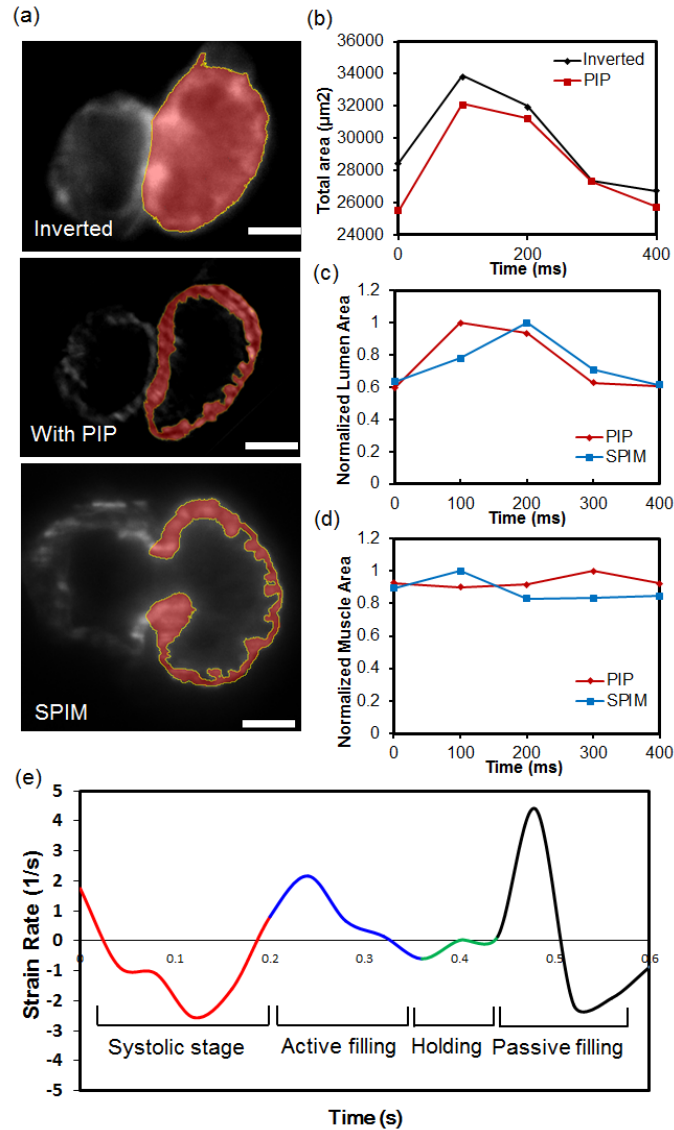 (a)
Inverted
With PIP
SPIM
(b)
36000
34000
32000
30000
28000
26000
24000
Total area (μm2)
Inverted
PIP
0
200
400
Time (ms)
(c)
1.2
1
0.8
0.6
0.4
0.2
0
Normalized Lumen Area
PIP
SPIM
0
100
200
300
400
Time (ms)
(d)
1.2
1
0.8
0.6
0.4
0.2
0
Normalized Muscle Area
PIP
SPIM
0
100
200
300
400
Time (ms)
(e)
5
4
3
2
1
0
-1
-2
-3
-4
-5
Strain Rate (1/s)
0
0.1
0.2
0.3
0.4
0.5
0.6
Systolic stage
Active filling
Holding
Passive filling
Time (s)